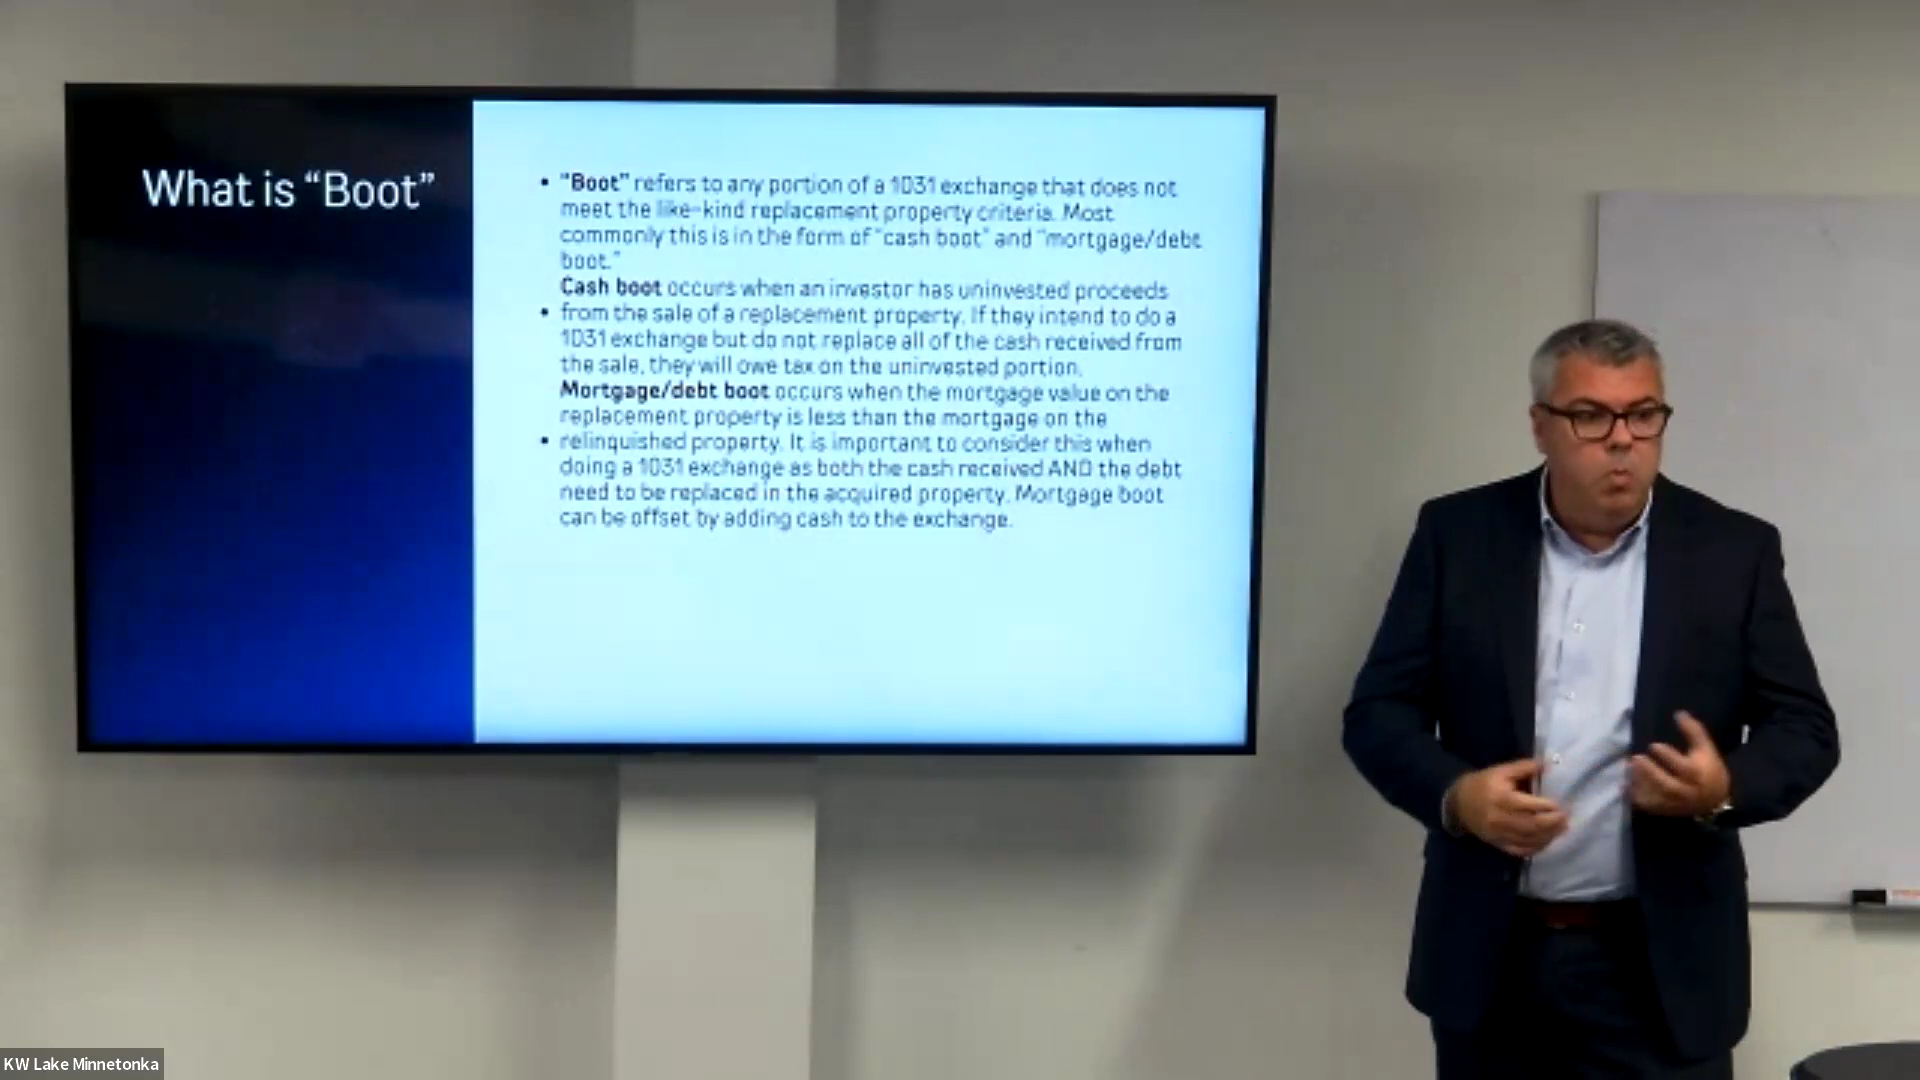 What is “Boot”
• “Boot” refers to any portion of a 1031 exchange that does not
meet the like-kind replacement property criteria. Most
commonly this is in the form of “cash boot” and “mortgage/debt
boot.”
Cash boot occurs when an investor has uninvested proceeds
• from the sale of a replacement property. If they intend to do a
1031 exchange but do not replace all of the cash received from
the sale, they will owe tax on the uninvested portion.
Mortgage/debt boot occurs when the mortgage value on the
replacement property is less than the mortgage on the
• relinquished property. It is important to consider this when
doing a 1031 exchange as both the cash received AND the debt
need to be replaced in the acquired property. Mortgage boot
can be offset by adding cash to the exchange.
KW Lake Minnetonka